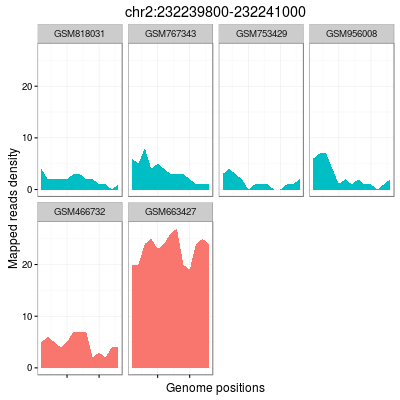 chr2:232239800-232241000
GSM818031 GSM767343 GSM753429 GSM956008
20
10
0
Mapped reads density
GSM466732 GSM663427
20
10
0
Genome positions